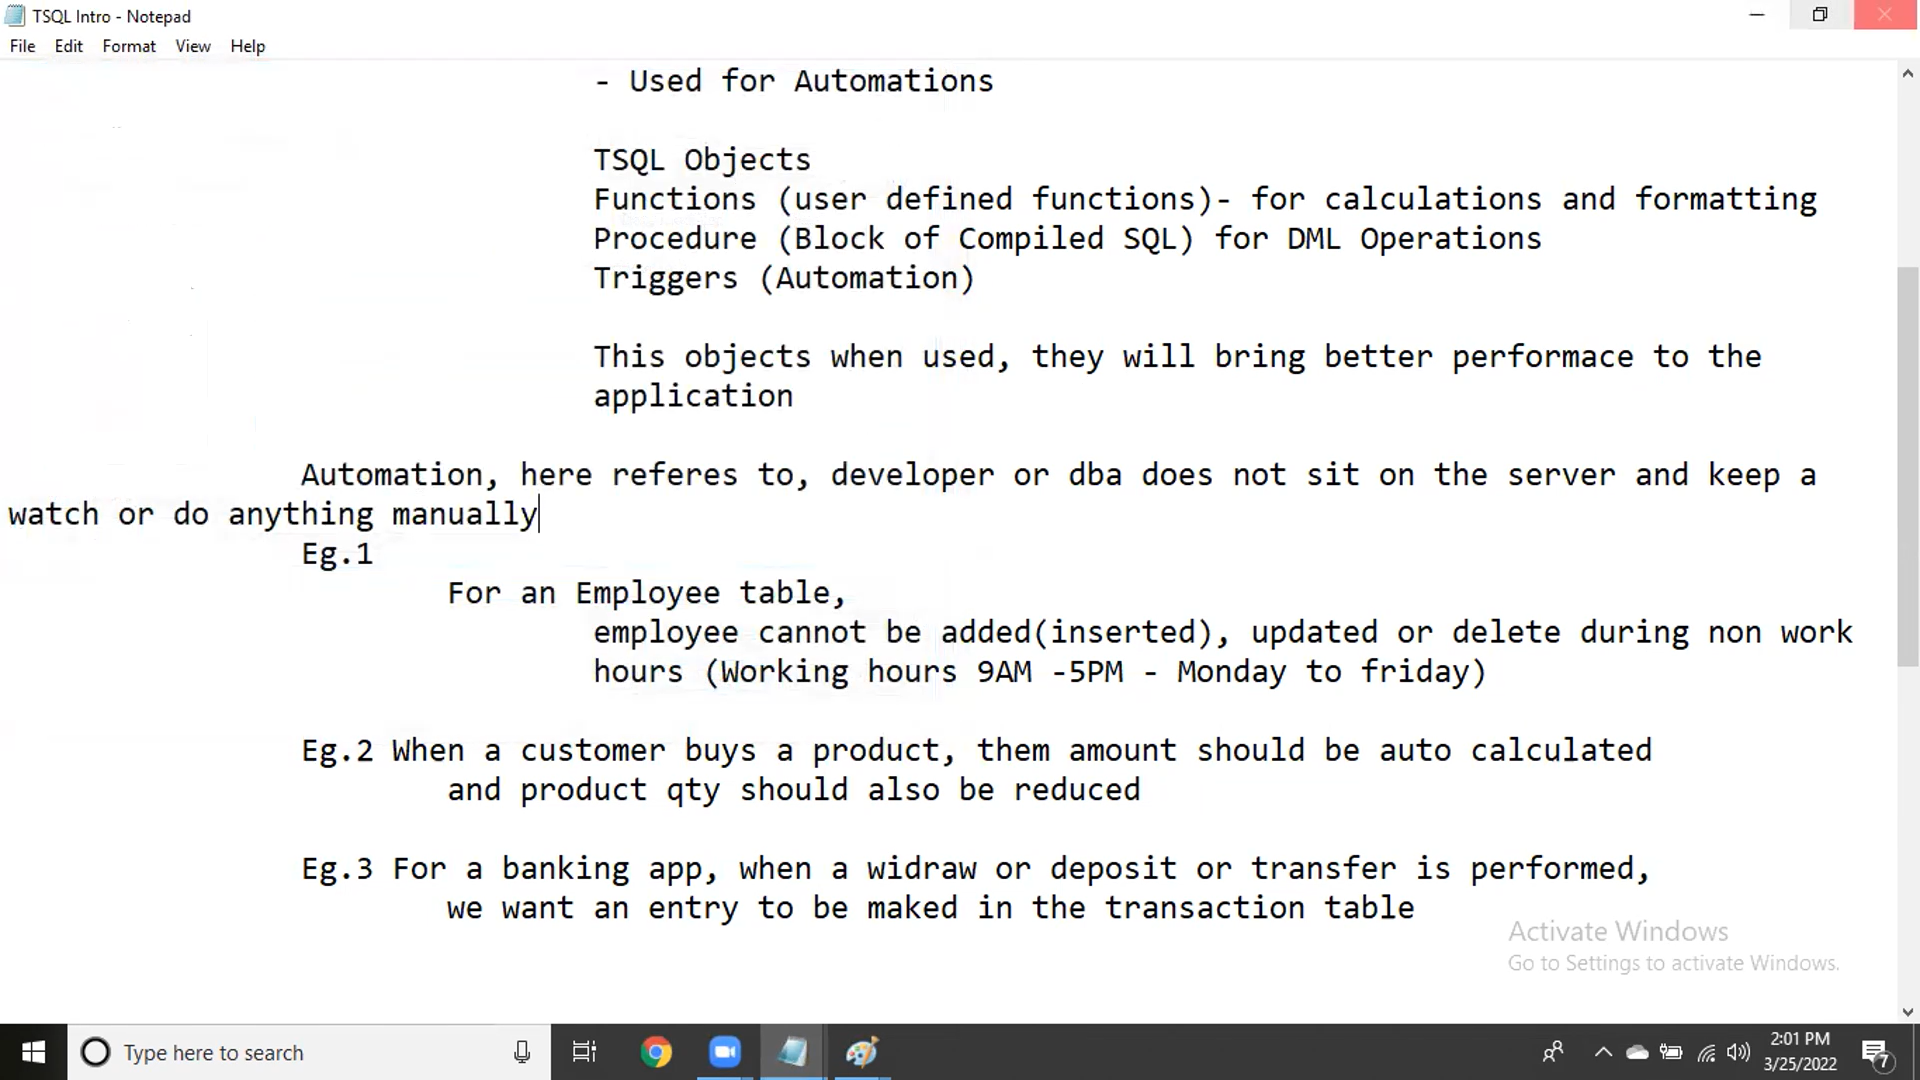 TSQL Intro - Notepad
File Edit Format View Help
- Used for Automations
TSQL Objects
Functions (user defined functions)- for calculations and formatting
Procedure (Block of Compiled SQL) for DML Operations
Triggers (Automation)
This objects when used, they will bring better performace to the
application
Automation, here referes to, developer or dba does not sit on the server and keep a
watch or do anything manually
Eg.1
For an Employee table,
employee cannot be added(inserted), updated or delete during non work
hours (Working hours 9AM -5PM - Monday to friday)
Eg.2 When a customer buys a product, them amount should be auto calculated
and product qty should also be reduced
Eg.3 For a banking app, when a widraw or deposit or transfer is performed,
we want an entry to be maked in the transaction table
Activate Windows
Go to Settings to activate Windows.
Type here to search
2:01 PM
3/25/2022
7